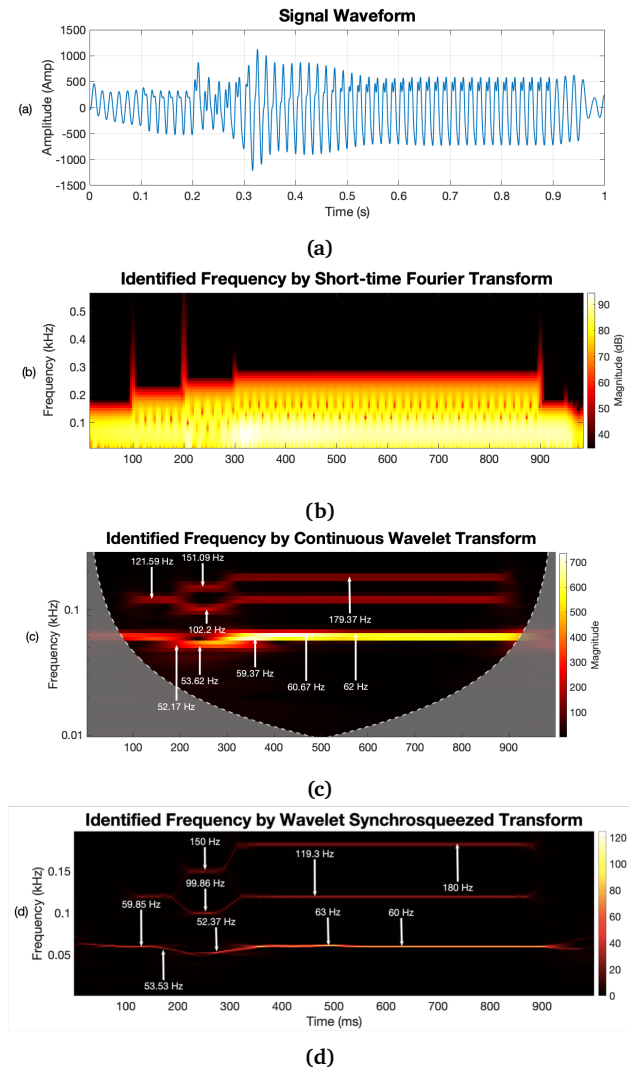 Signal Waveform
1500
1000
500
0
-500
-1000
-1500
Amplitude (Amp)
(a)
0 0.1 0.2 0.3 0.4 0.5 0.6 0.7 0.8 0.9 1
Time (s)
(a)
Identified Frequency by Short-time Fourier Transform
0.5
0.4
0.3
0.2
0.1
Frequency (kHz)
(b)
100 200 300 400 500 600 700 800 900
90
80
70
60
50
40
Magnitude (dB)
(b)
Identified Frequency by Continuous Wavelet Transform
151.09 Hz
121.59 Hz
0.1
102.2 Hz
179.37 Hz
(c)
Frequency (kHz)
53.62 Hz
59.37 Hz
60.67 Hz
62 Hz
52.17 Hz
0.01
100 200 300 400 500 600 700 800 900
700
600
500
400
300
200
100
Magnitude
(c)
Identified Frequency by Wavelet Synchrosqueezed Transform
150 Hz
0.15
99.86 Hz
119.3 Hz
180 Hz
59.85 Hz
0.1
52.37 Hz
63 Hz
60 Hz
(d)
Frequency (kHz)
0.05
53.53 Hz
100 200 300 400 500 600 700 800 900
Time (ms)
120
100
80
60
40
20
0
(d)